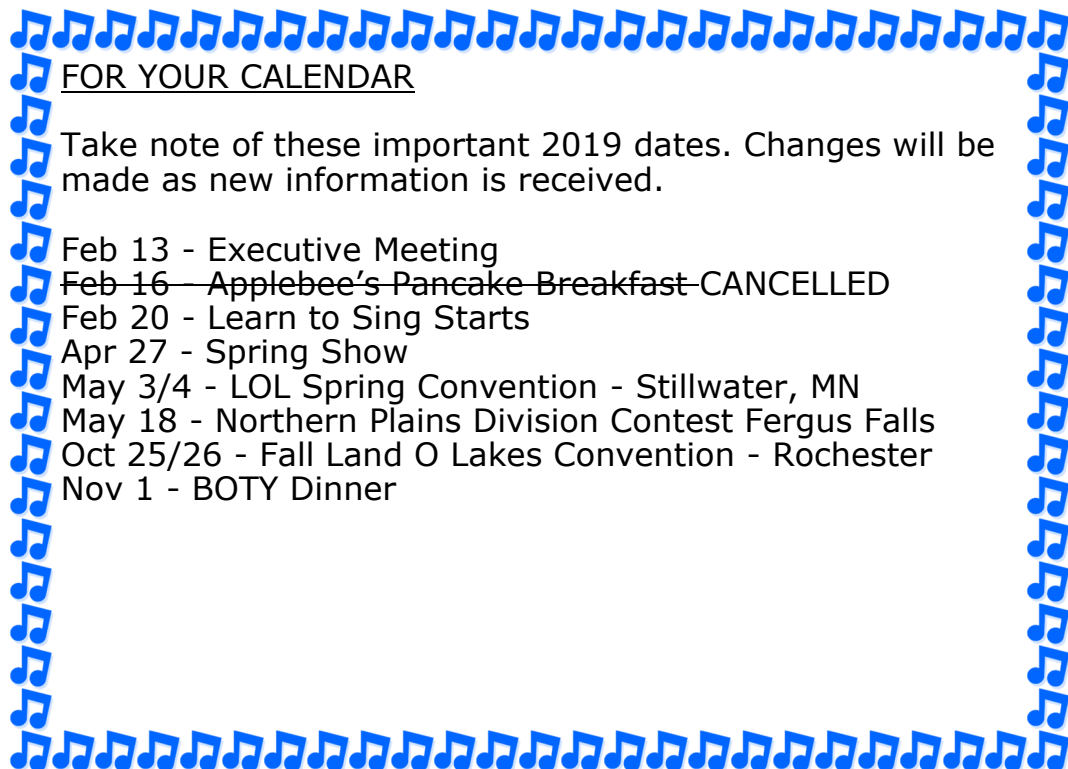 FOR YOUR CALENDAR
Take note of these important 2019 dates. Changes will be
made as new information is received.
Feb 13 - Executive Meeting
Feb 16 - Applebee’s Pancake Breakfast CANCELLED
Feb 20 - Learn to Sing Starts
Apr 27 - Spring Show
May 3/4 - LOL Spring Convention - Stillwater, MN
May 18 - Northern Plains Division Contest Fergus Falls
Oct 25/26 - Fall Land O Lakes Convention - Rochester
Nov 1 - BOTY Dinner